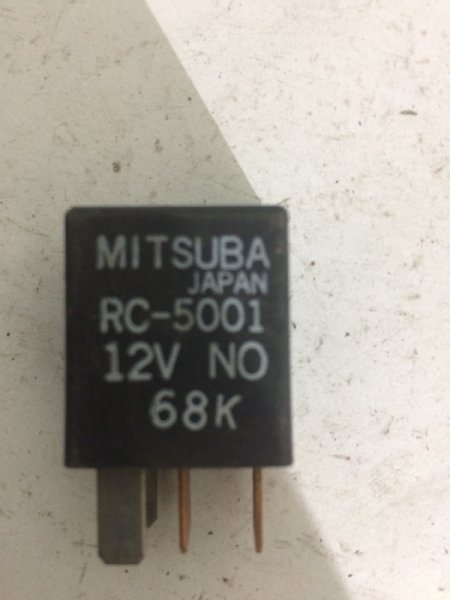 MITSUBA
JAPAN
RC-5001
12V NO
68K